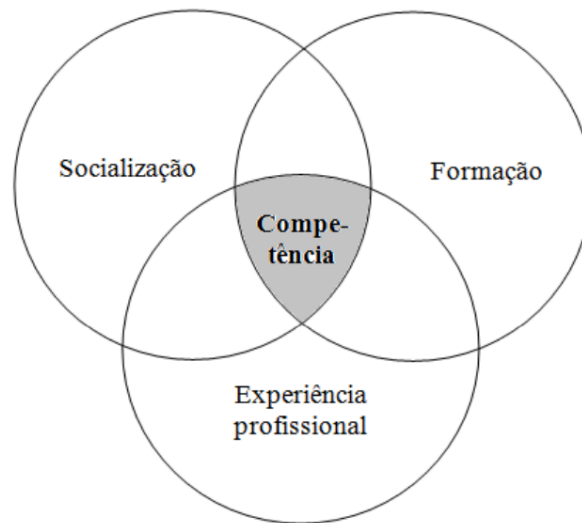 Socialização
Formação
Compe-
tência
Experiência
profissional